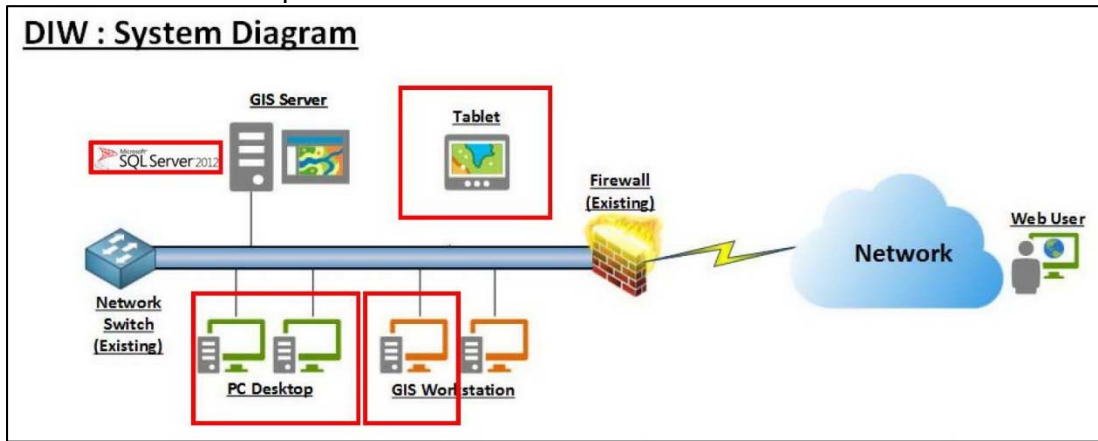 DIW : System Diagram
GIS Server
Tablet
Microsoft
SQL Server 2012
Firewall
(Existing)
Web User
Network
Network
Switch
(Existing)
PC Desktop
GIS Workstation